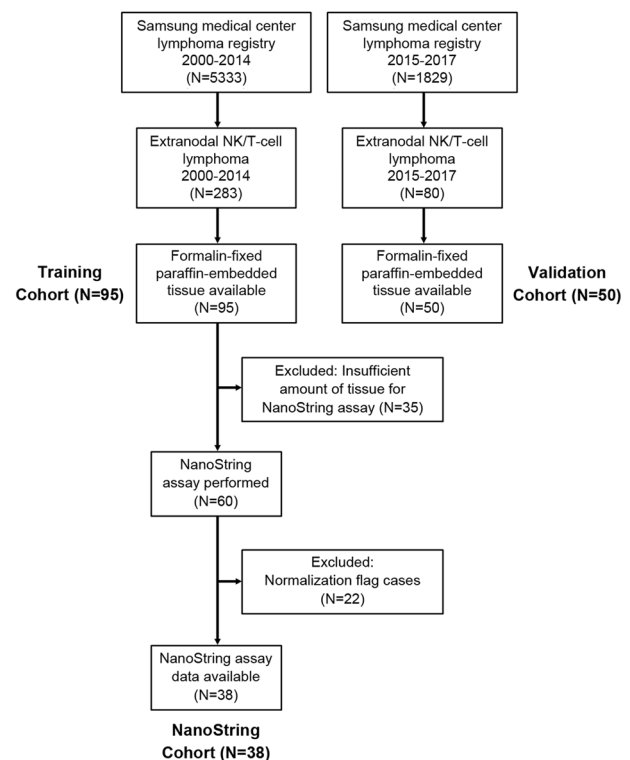 Samsung medical center
lymphoma registry
2000-2014
(N=5333)
Samsung medical center
lymphoma registry
2015-2017
(N=1829)
Extranodal NK/T-cell
lymphoma
2000-2014
(N=283)
Extranodal NK/T-cell
lymphoma
2015-2017
(N=80)
Training
Cohort (N=95)
Formalin-fixed
paraffin-embedded
tissue available
(N=95)
Formalin-fixed
paraffin-embedded
tissue available
(N=50)
Validation
Cohort (N=50)
Excluded: Insufficient
amount of tissue for
NanoString assay (N=35)
NanoString
assay performed
(N=60)
Excluded:
Normalization flag cases
(N=22)
NanoString assay
data available
(N=38)
NanoString
Cohort (N=38)